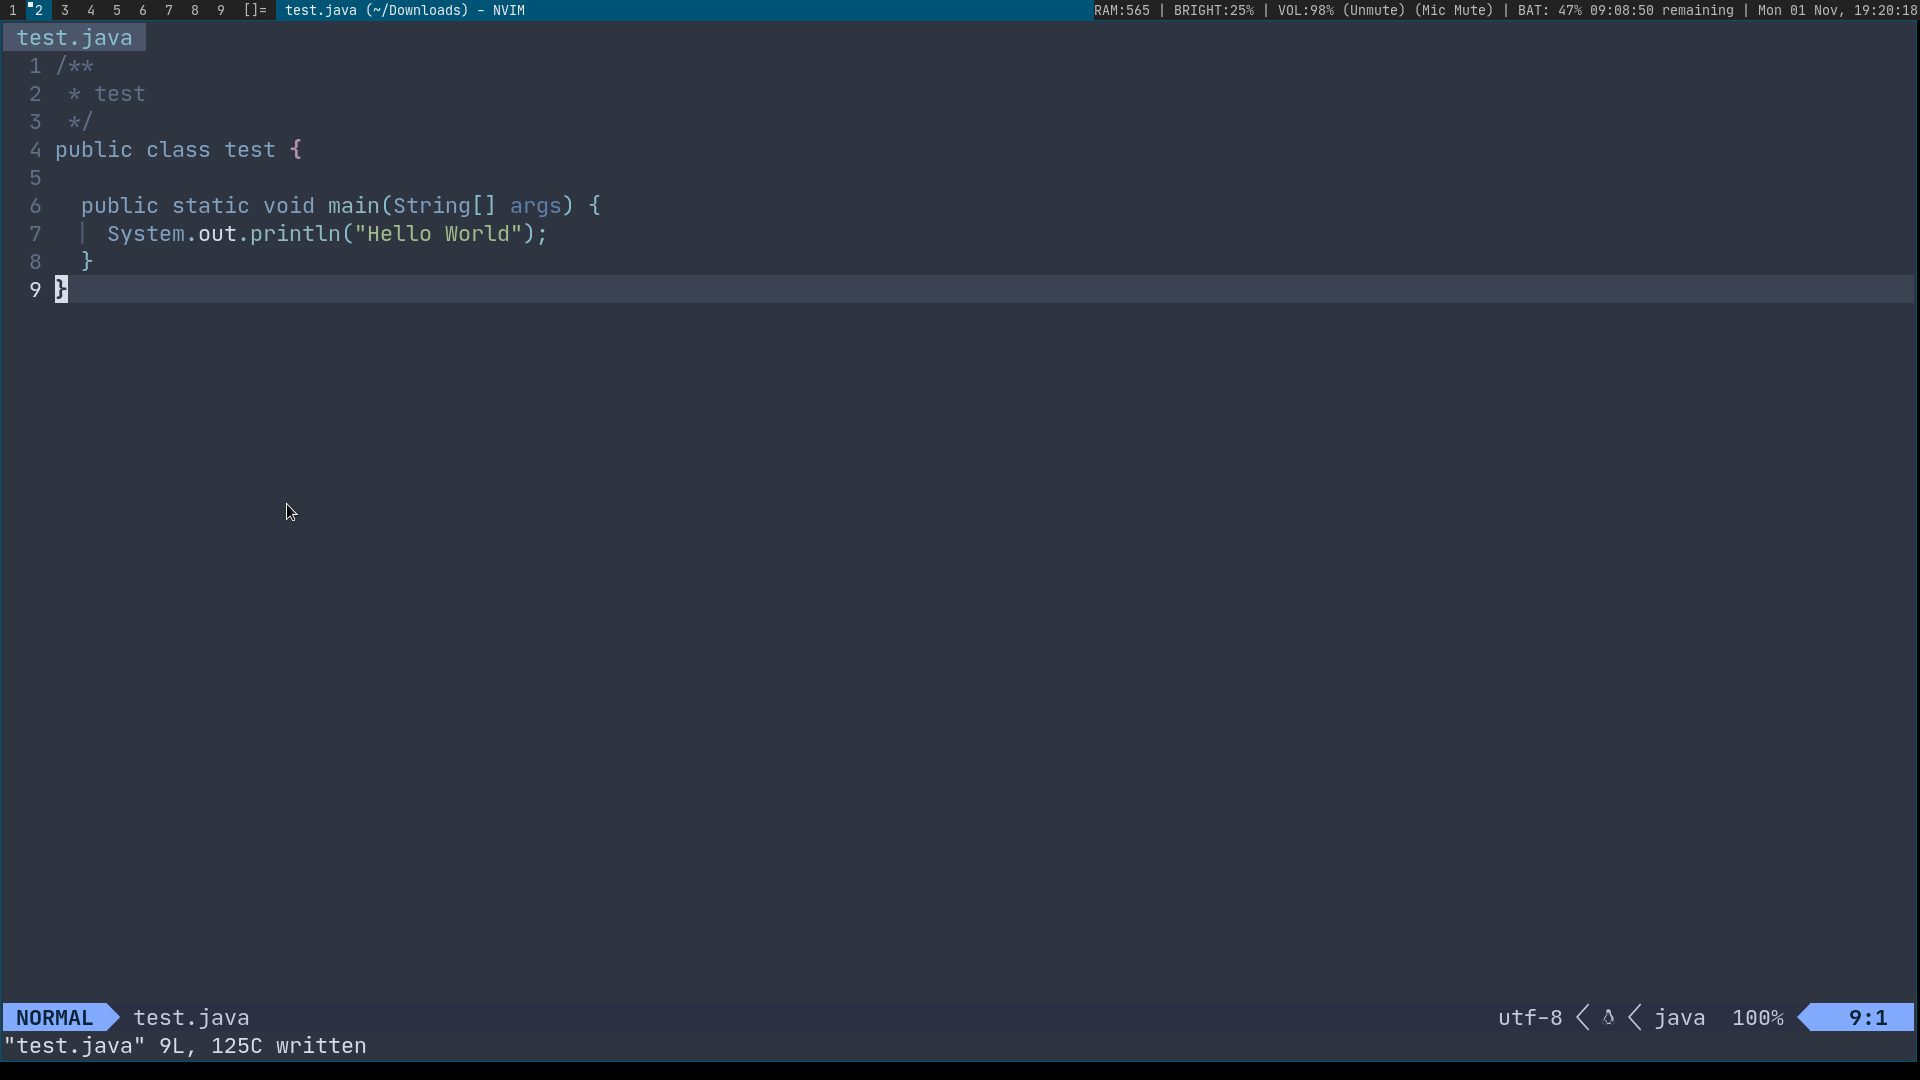 1 2 3 4 5 6 7 8 9 []= test.java (~/Downloads) - NVIM RAM:565 | BRIGHT:25% | VOL:98% (Unmute) (Mic Mute) | BAT: 47% 09:08:50 remaining | Mon 01 Nov, 19:20:18
test.java
1 /**
2  * test
3  */
4 public class test {
5
6   public static void main(String[] args) {
7     System.out.println("Hello World");
8   }
9 }
NORMAL test.java utf-8 java 100% 9:1
"test.java" 9L, 125C written